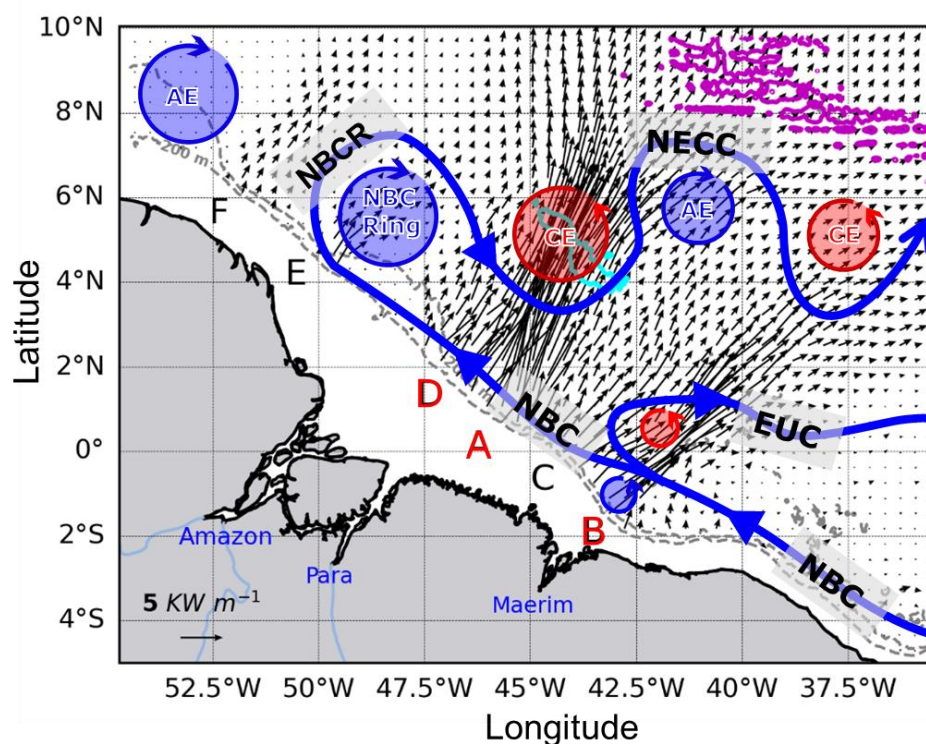 10°N
8°N
6°N
4°N
2°N
0°
2°S
4°S
Latitude
52.5°W 50°W 47.5°W 45°W 42.5°W 40°W 37.5°W
Longitude
AE
200 m
NBCR
NECC
NBC
Ring
CE
AE
CE
F
E
D
NBC
EUC
A
C
B
NBC
Amazon
Para
Maerim
5 KW m⁻¹